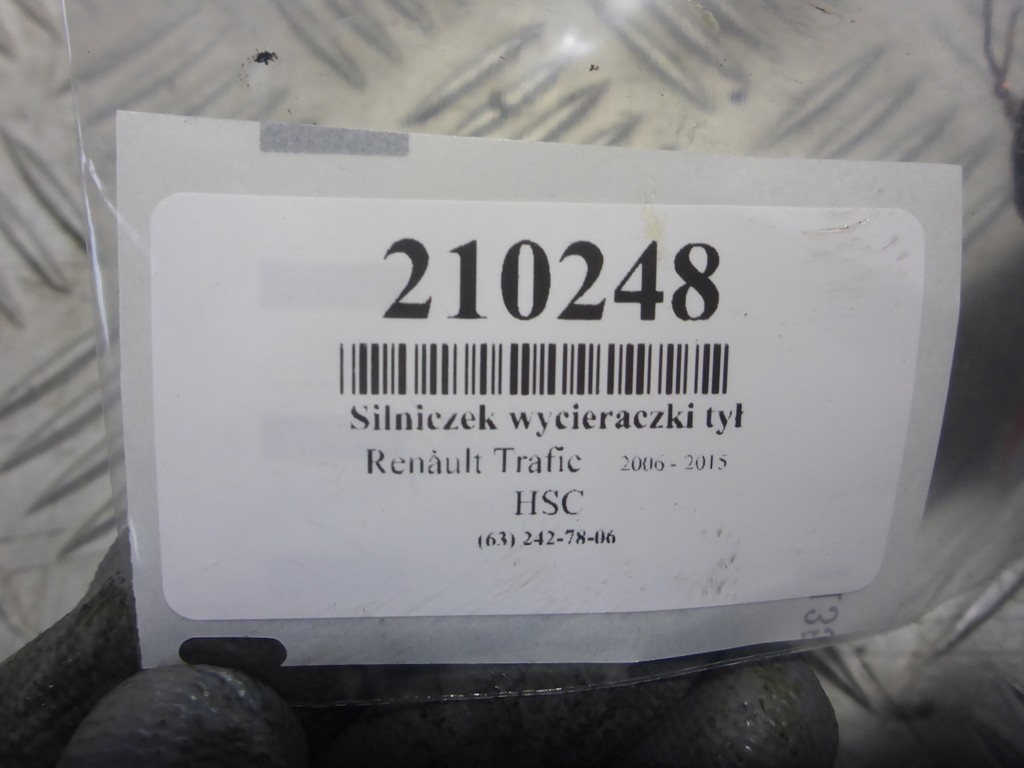 210248
Silniczek wycieraczki tył
Renault Trafic 2006 - 2015
HSC
(63) 242-78-06